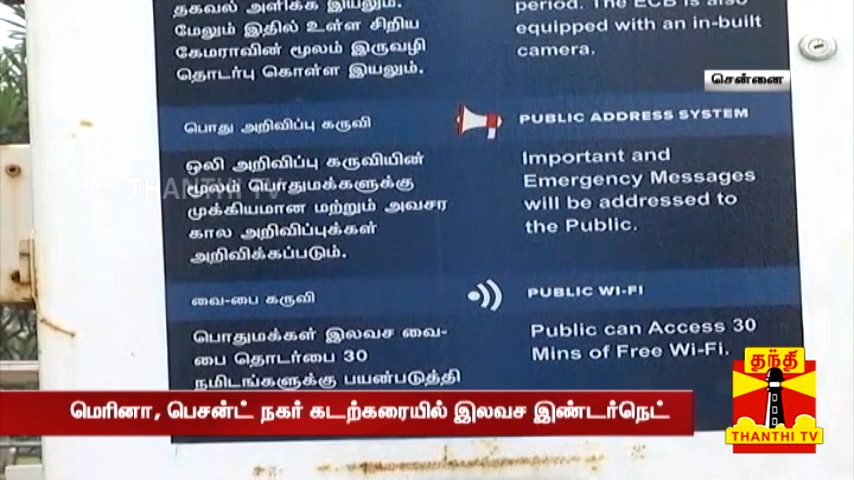 தகவல் அளிக்க இயலும்.
மேலும் இதில் உள்ள சிறிய
கேமராவின் மூலம் இருவழி
தொடர்பு கொள்ள இயலும்.
period. The ECB is also
equipped with an in-built
camera.
சென்னை
பொது அறிவிப்பு கருவி
PUBLIC ADDRESS SYSTEM
ஒலி அறிவிப்பு கருவியின்
மூலம் பொதுமக்களுக்கு
முக்கியமான மற்றும் அவசர
கால அறிவிப்புக்கள்
அறிவிக்கப்படும்.
Important and
Emergency Messages
will be addressed to
the Public.
THANTHI TV
வை-பை கருவி
PUBLIC WI-FI
பொதுமக்கள் இலவச வை-
பை தொடர்பை 30
நமிடங்களுக்கு பயன்படுத்தி
Public can Access 30
Mins of Free Wi-Fi.
மெரினா, பெசன்ட் நகர் கடற்கரையில் இலவச இண்டர்நெட்
தந்தி
THANTHI TV